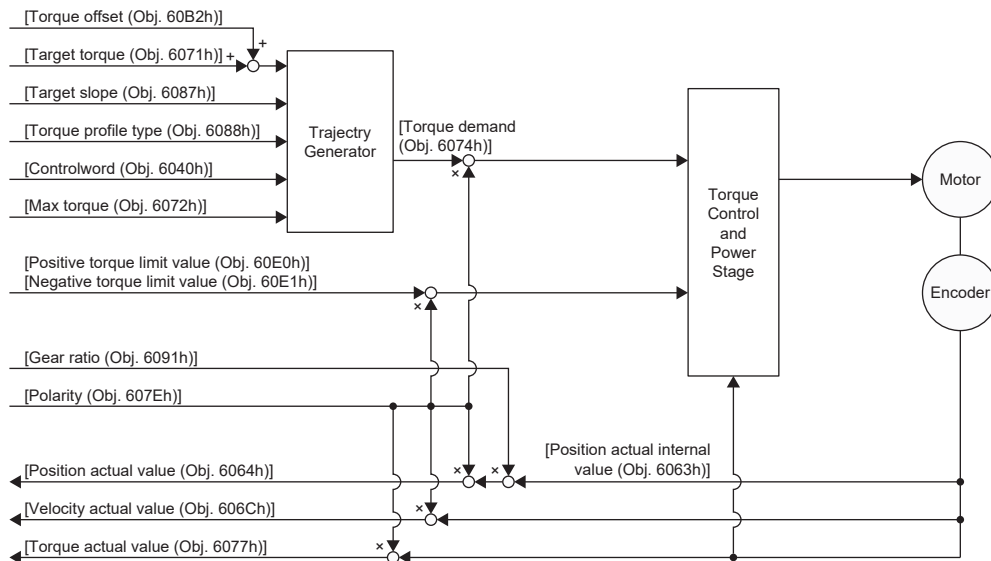 [Torque offset (Obj. 60B2h)]
+
[Target torque (Obj. 6071h)]
+
[Target slope (Obj. 6087h)]
[Torque profile type (Obj. 6088h)]
[Controlword (Obj. 6040h)]
[Max torque (Obj. 6072h)]
Trajectry
Generator
[Torque demand
(Obj. 6074h)]
×
Torque
Control
and
Power
Stage
Motor
Encoder
[Positive torque limit value (Obj. 60E0h)]
[Negative torque limit value (Obj. 60E1h)]
×
[Gear ratio (Obj. 6091h)]
[Polarity (Obj. 607Eh)]
[Position actual internal
value (Obj. 6063h)]
[Position actual value (Obj. 6064h)]
×
×
[Velocity actual value (Obj. 606Ch)]
×
[Torque actual value (Obj. 6077h)]
×